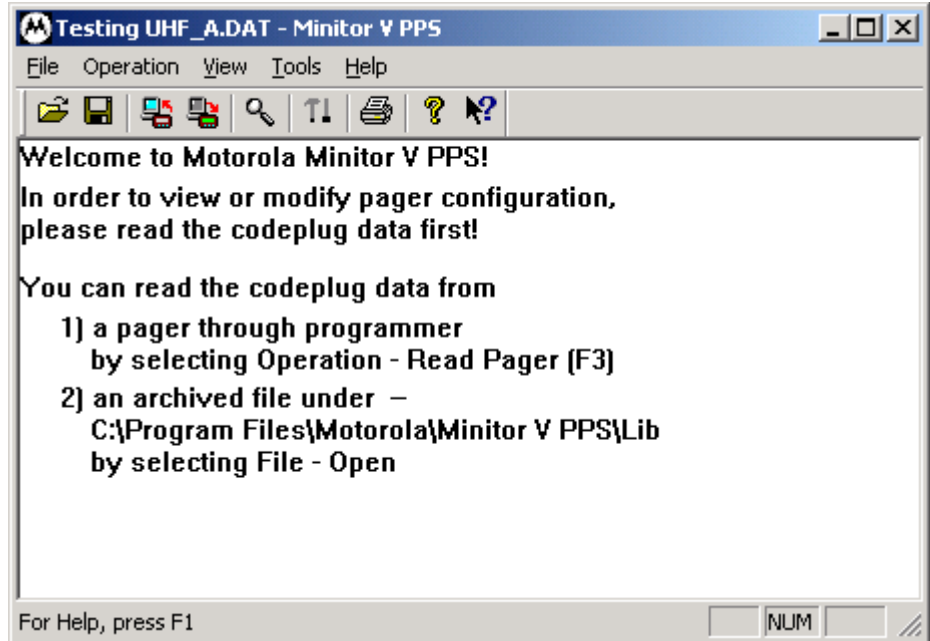 Testing UHF_A.DAT - Minitor V PPS
File Operation View Tools Help
Welcome to Motorola Minitor V PPS!
In order to view or modify pager configuration,
please read the codeplug data first!
You can read the codeplug data from
1) a pager through programmer
by selecting Operation - Read Pager (F3)
2) an archived file under –
C:\Program Files\Motorola\Minitor V PPS\Lib
by selecting File - Open
For Help, press F1 NUM